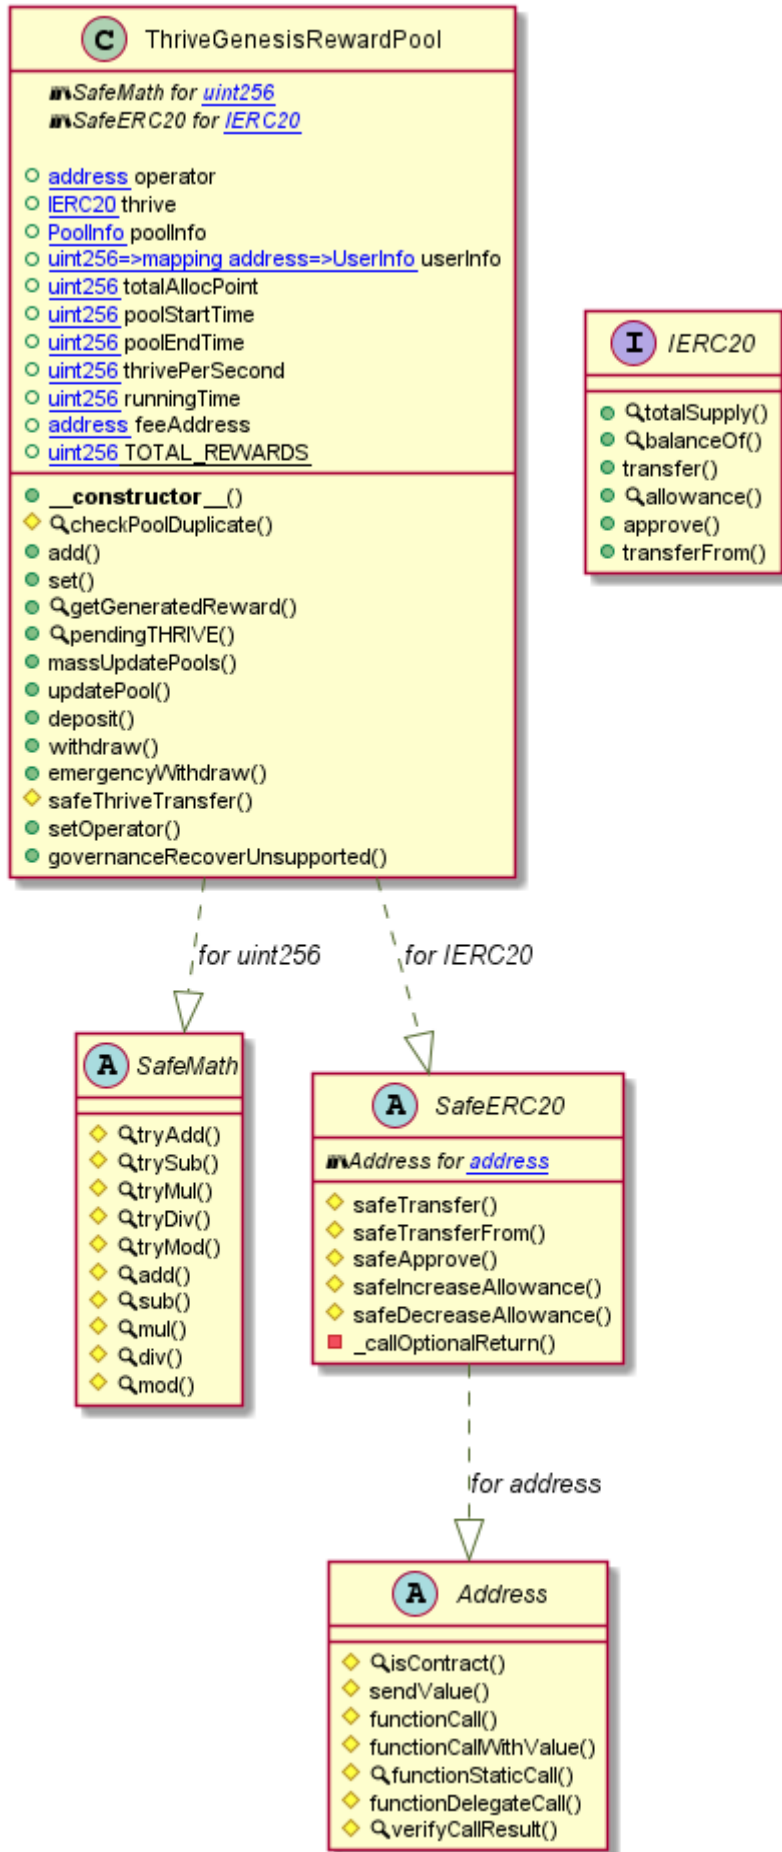 C ThriveGenesisRewardPool
SafeMath for uint256
SafeERC20 for IERC20
address operator
IERC20 thrive
PoolInfo poolInfo
uint256=>mapping address=>UserInfo userInfo
uint256 totalAllocPoint
uint256 poolStartTime
uint256 poolEndTime
uint256 thrivePerSecond
uint256 runningTime
address feeAddress
uint256 TOTAL_REWARDS
__constructor__()
checkPoolDuplicate()
add()
set()
getGeneratedReward()
pendingTHRIVE()
massUpdatePools()
updatePool()
deposit()
withdraw()
emergencyWithdraw()
safeThriveTransfer()
setOperator()
governanceRecoverUnsupported()
I IERC20
totalSupply()
balanceOf()
transfer()
allowance()
approve()
transferFrom()
for uint256
for IERC20
A SafeMath
tryAdd()
trySub()
tryMul()
tryDiv()
tryMod()
add()
sub()
mul()
div()
mod()
A SafeERC20
Address for address
safeTransfer()
safeTransferFrom()
safeApprove()
safeIncreaseAllowance()
safeDecreaseAllowance()
_callOptionalReturn()
for address
A Address
isContract()
sendValue()
functionCall()
functionCallWithValue()
functionStaticCall()
functionDelegateCall()
verifyCallResult()